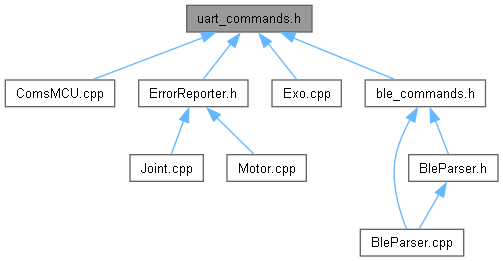 uart_commands.h
ComsMCU.cpp
ErrorReporter.h
Exo.cpp
ble_commands.h
Joint.cpp
Motor.cpp
BleParser.h
BleParser.cpp